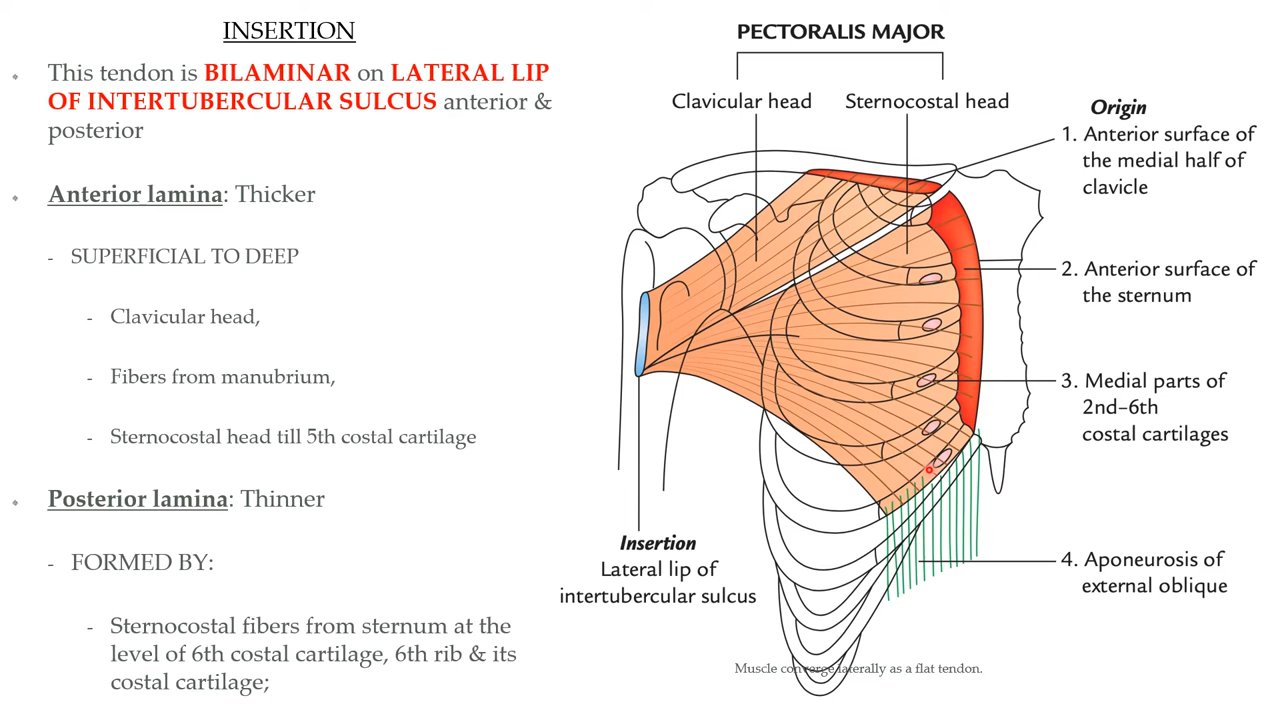 INSERTION
This tendon is BILAMINAR on LATERAL LIP
OF INTERTUBERCULAR SULCUS anterior &
posterior
Anterior lamina: Thicker
- SUPERFICIAL TO DEEP
- Clavicular head,
- Fibers from manubrium,
- Sternocostal head till 5th costal cartilage
Posterior lamina: Thinner
- FORMED BY:
- Sternocostal fibers from sternum at the
level of 6th costal cartilage, 6th rib & its
costal cartilage;
PECTORALIS MAJOR
Clavicular head
Sternocostal head
Origin
1. Anterior surface of
the medial half of
clavicle
2. Anterior surface of
the sternum
3. Medial parts of
2nd–6th
costal cartilages
4. Aponeurosis of
external oblique
Insertion
Lateral lip of
intertubercular sulcus
Muscle converge laterally as a flat tendon.